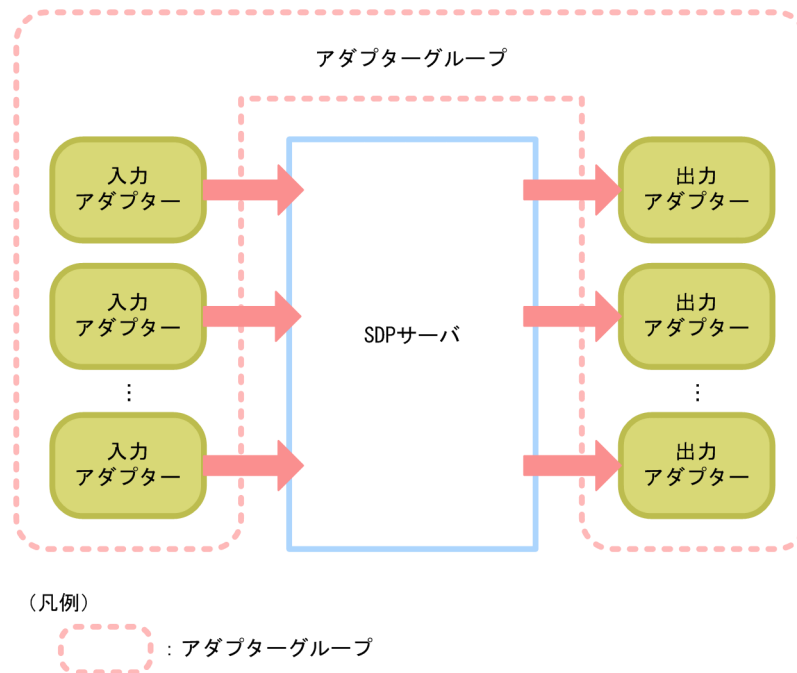 アダプターグループ
入力
アダプター
出力
アダプター
入力
アダプター
SDPサーバ
出力
アダプター
⋮
⋮
入力
アダプター
出力
アダプター
(凡例)
：アダプターグループ